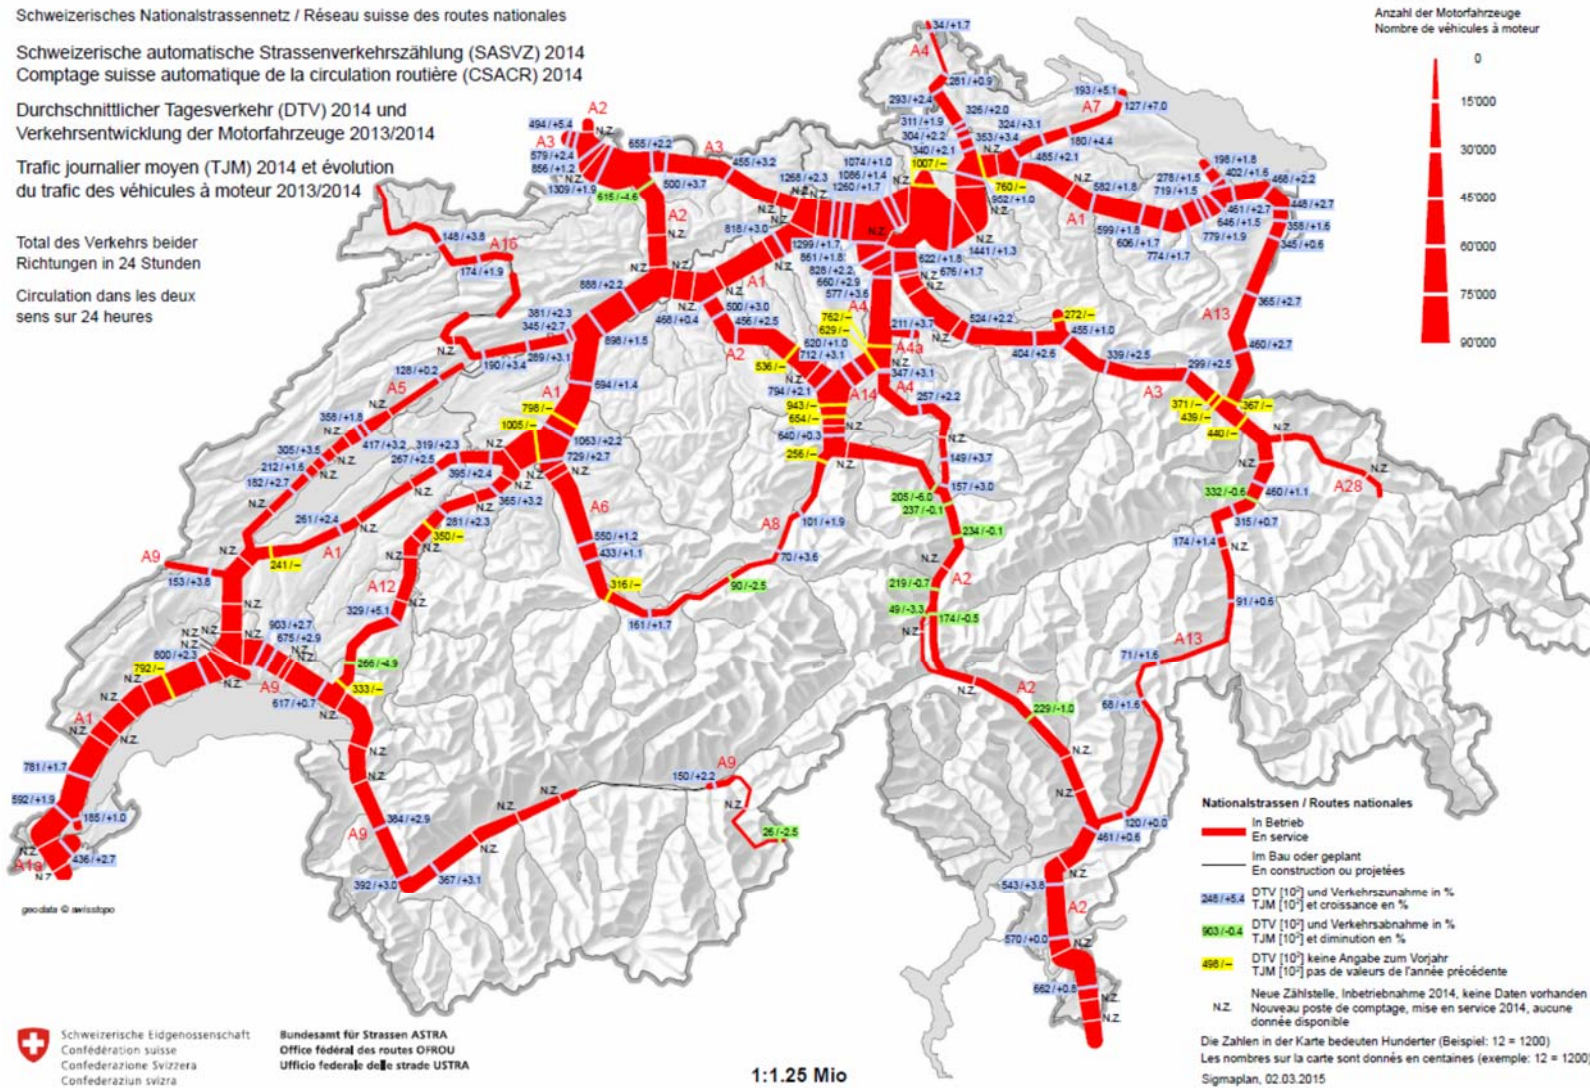 Schweizerisches Nationalstrassennetz / Réseau suisse des routes nationales
Schweizerische automatische Strassenverkehrszählung (SASVZ) 2014
Comptage suisse automatique de la circulation routière (CSACR) 2014
Durchschnittlicher Tagesverkehr (DTV) 2014 und
Verkehrsentwicklung der Motorfahrzeuge 2013/2014
Trafic journalier moyen (TJM) 2014 et évolution
du trafic des véhicules à moteur 2013/2014
Total des Verkehrs beider
Richtungen in 24 Stunden
Circulation dans les deux
sens sur 24 heures
Anzahl der Motorfahrzeuge
Nombre de véhicules à moteur
0
15'000
30'000
45'000
60'000
75'000
90'000
34 / +1.7
A4
281 / +0.9
293 / +2.4
326 / +2.0
311 / +1.9
304 / +2.2
340 / +2.1
324 / +3.1
353 / +3.4
193 / +5.1
A7
127 / +7.0
180 / +4.4
485 / +2.1
A2
494 / +5.4
N.Z.
A3
579 / +2.4
856 / +1.2
N.Z.
1309 / +1.9
655 / +2.2
A3
455 / +3.2
500 / +3.7
615 / -4.6
1268 / +2.3
1074 / +1.0
1086 / +1.4
1260 / +1.7
1007 / –
760 / –
952 / +1.0
N.Z.
582 / +1.8
A1
599 / +1.8
606 / +1.7
774 / +1.7
779 / +1.9
646 / +1.5
461 / +2.7
719 / +1.5
278 / +1.5
198 / +1.8
402 / +1.6
468 / +2.2
448 / +2.7
358 / +1.6
345 / +0.6
365 / +2.7
A13
460 / +2.7
148 / +3.8
A16
174 / +1.9
A2
N.Z.
818 / +3.0
1299 / +1.7
861 / +1.8
828 / +2.2
660 / +2.9
577 / +3.6
622 / +1.8
676 / +1.7
1441 / +1.3
N.Z.
888 / +2.2
A1
500 / +3.0
468 / +0.4
456 / +2.5
A2
762 / –
629 / –
A4
211 / +3.7
A4a
620 / +1.0
712 / +3.1
536 / –
347 / +3.1
A4
524 / +2.2
272 / –
455 / +1.0
404 / +2.6
339 / +2.5
299 / +2.5
A3
371 / –
439 / –
440 / –
367 / –
381 / +2.3
345 / +2.7
898 / +1.5
289 / +3.1
190 / +3.4
N.Z.
128 / +0.2
A5
N.Z.
A1
694 / +1.4
798 / –
1005 / –
1063 / +2.2
729 / +2.7
358 / +1.8
417 / +3.2
319 / +2.3
305 / +3.5
212 / +1.6
182 / +2.7
267 / +2.5
395 / +2.4
365 / +3.2
794 / +2.1
A14
943 / –
654 / –
640 / +0.3
256 / –
257 / +2.2
149 / +3.7
157 / +3.0
205 / -6.0
237 / -0.1
234 / -0.1
332 / -0.6
460 / +1.1
A28
315 / +0.7
174 / +1.4
261 / +2.4
A1
281 / +2.3
350 / –
A6
550 / +1.2
433 / +1.1
101 / +1.9
A8
70 / +3.6
90 / -2.5
316 / –
161 / +1.7
219 / -0.7
A2
49 / -3.3
174 / -0.5
91 / +0.6
A13
71 / +1.6
68 / +1.6
A9
153 / +3.8
241 / –
A12
329 / +5.1
266 / -4.9
333 / –
903 / +2.7
675 / +2.9
800 / +2.3
792 / –
A9
617 / +0.7
A1
781 / +1.7
592 / +1.9
185 / +1.0
436 / +2.7
A1a
N.Z.
A9
384 / +2.9
392 / +3.0
367 / +3.1
N.Z.
150 / +2.2
A9
N.Z.
26 / -2.5
A2
229 / -1.0
N.Z.
120 / +0.0
461 / +0.6
543 / +3.8
A2
570 / +0.0
N.Z.
662 / +0.8
N.Z.
N.Z.
geodata © swisstopo
Nationalstrassen / Routes nationales
In Betrieb
En service
Im Bau oder geplant
En construction ou projetées
248 / +5.4
DTV [10²] und Verkehrszunahme in %
TJM [10²] et croissance en %
903 / -0.4
DTV [10²] und Verkehrsabnahme in %
TJM [10²] et diminution en %
498 / –
DTV [10²] keine Angabe zum Vorjahr
TJM [10²] pas de valeurs de l'année précédente
N.Z.
Neue Zählstelle, Inbetriebnahme 2014, keine Daten vorhanden
Nouveau poste de comptage, mise en service 2014, aucune
donnée disponible
Die Zahlen in der Karte bedeuten Hunderter (Beispiel: 12 = 1200)
Les nombres sur la carte sont donnés en centaines (exemple: 12 = 1200)
Sigmaplan, 02.03.2015
Schweizerische Eidgenossenschaft
Confédération suisse
Confederazione Svizzera
Confederaziun svizra
Bundesamt für Strassen ASTRA
Office fédéral des routes OFROU
Ufficio federale delle strade USTRA
1:1.25 Mio